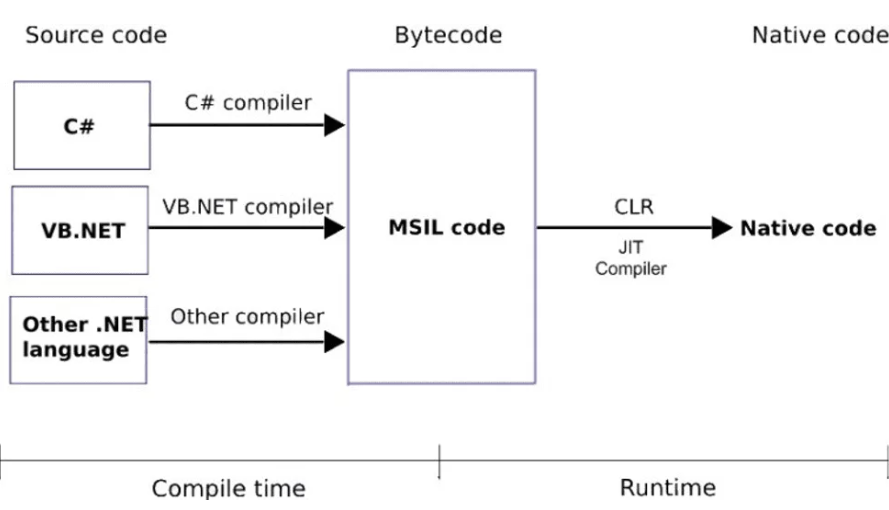 Source code
Bytecode
Native code
C#
C# compiler
VB.NET
VB.NET compiler
Other .NET
language
Other compiler
MSIL code
CLR
JIT
Compiler
Native code
Compile time
Runtime